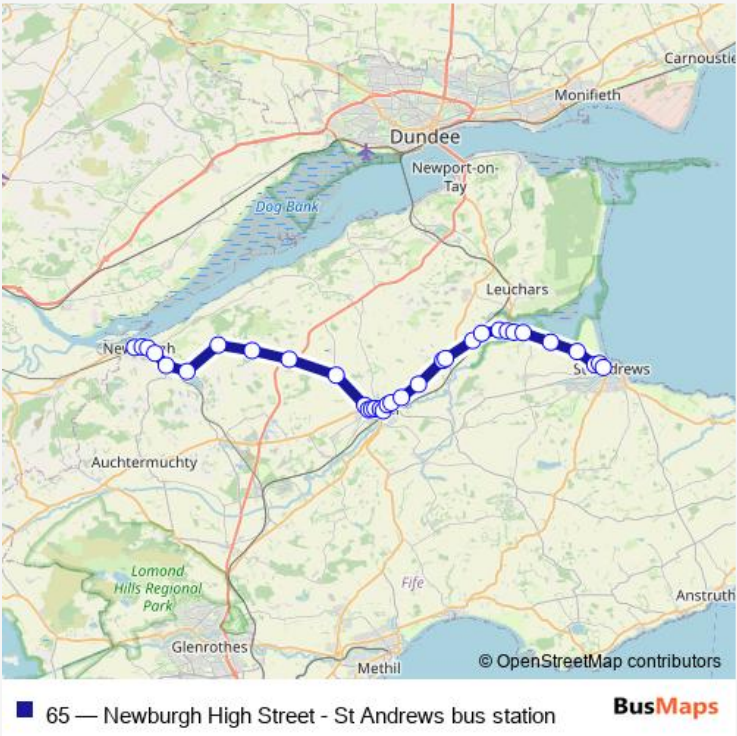 Carnoustie
Monifieth
Dundee
Newport-on-
Tay
Dog Bank
Leuchars
Auchtermuchty
Lomond
Hills Regional
Park
Fife
Anstruth
Glenrothes
Methil
© OpenStreetMap contributors
65 — Newburgh High Street - St Andrews bus station
BusMaps